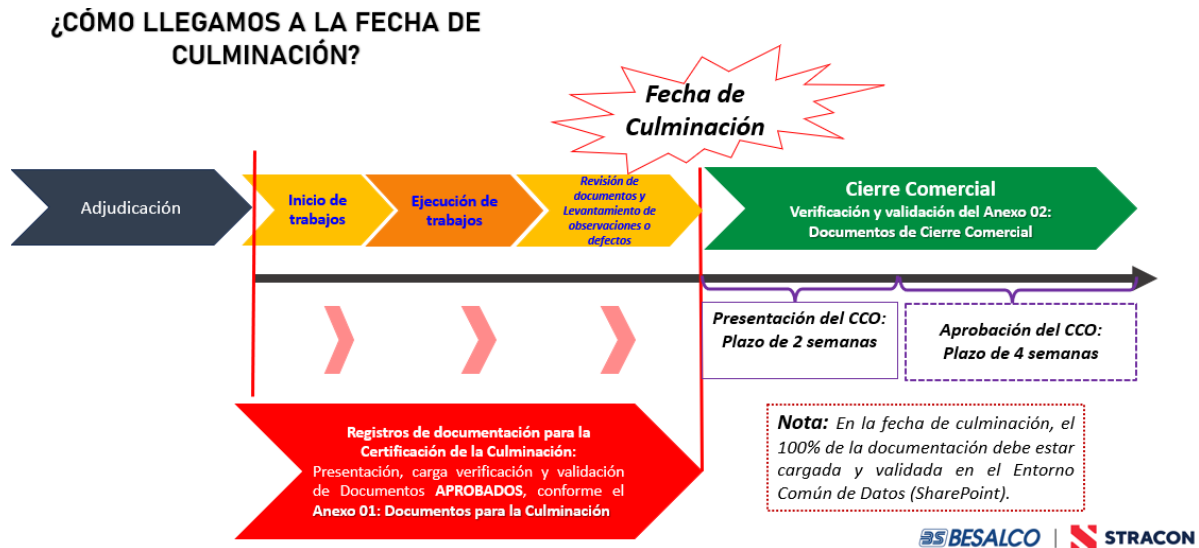 ¿CÓMO LLEGAMOS A LA FECHA DE
CULMINACIÓN?
Fecha de
Culminación
Adjudicación
Inicio de
trabajos
Ejecución de
trabajos
Revisión de
documentos y
Levantamiento de
observaciones o
defectos
Cierre Comercial
Verificación y validación del Anexo 02:
Documentos de Cierre Comercial
Presentación del CCO:
Plazo de 2 semanas
Aprobación del CCO:
Plazo de 4 semanas
Registros de documentación para la
Certificación de la Culminación:
Presentación, carga verificación y validación
de Documentos APROBADOS, conforme el
Anexo 01: Documentos para la Culminación
Nota: En la fecha de culminación, el
100% de la documentación debe estar
cargada y validada en el Entorno
Común de Datos (SharePoint).
BS BESALCO | STRACON